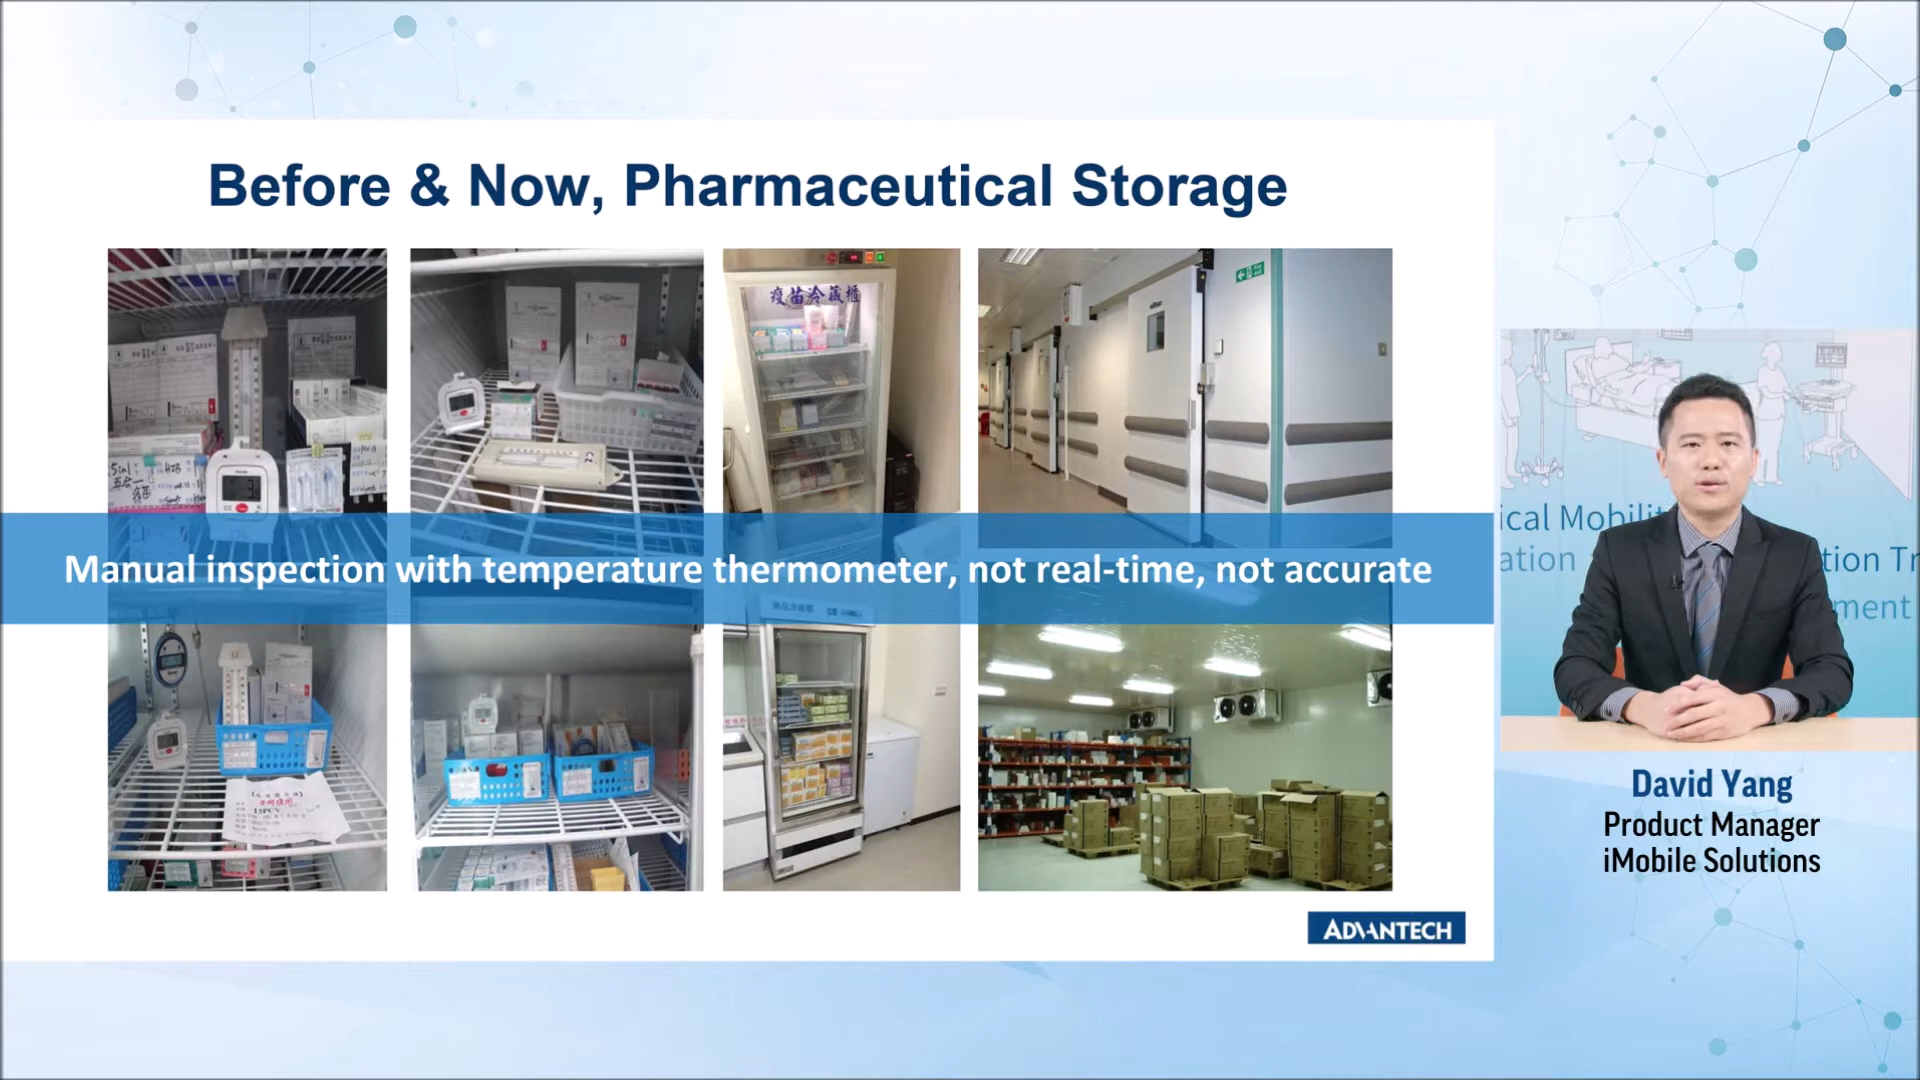 Before & Now, Pharmaceutical Storage
疫苗冷藏櫃
Manual inspection with temperature thermometer, not real-time, not accurate
ADVANTECH
ical Mobilit
ation
tion Tr
ment
David Yang
Product Manager
iMobile Solutions